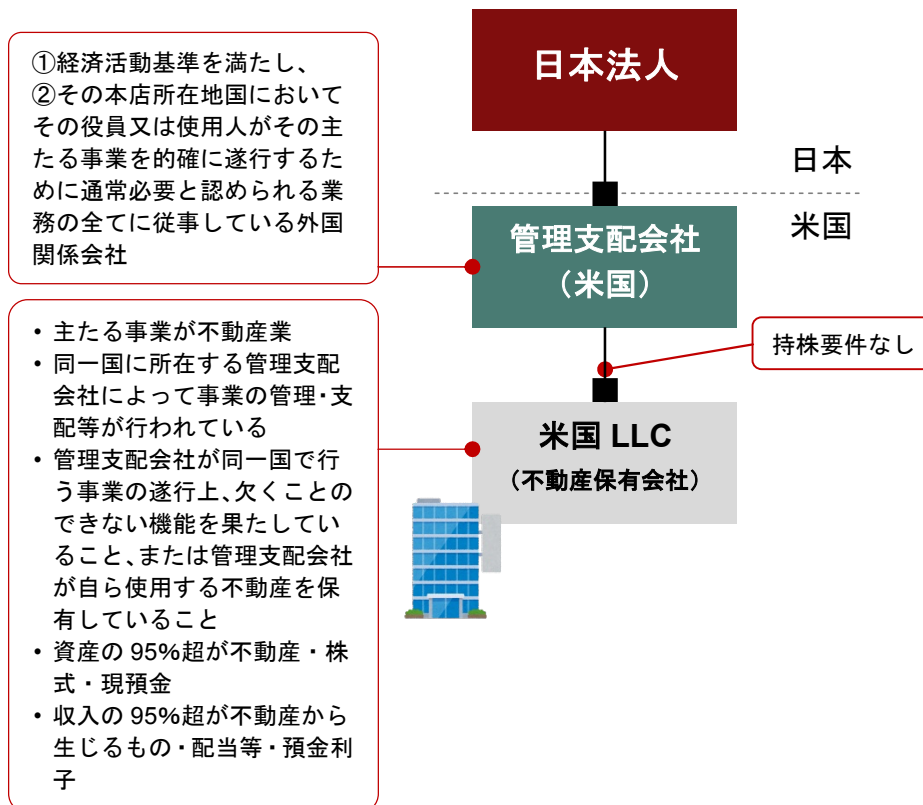 ①経済活動基準を満たし、
②その本店所在地国において
その役員又は使用人がその主
たる事業を的確に遂行するた
めに通常必要と認められる業
務の全てに従事している外国
関係会社
日本法人
日本
米国
管理支配会社
（米国）
持株要件なし
米国 LLC
（不動産保有会社）
• 主たる事業が不動産業
• 同一国に所在する管理支配
会社によって事業の管理・支
配等が行われている
• 管理支配会社が同一国で行
う事業の遂行上、欠くことの
できない機能を果たしてい
ること、または管理支配会社
が自ら使用する不動産を保
有していること
• 資産の 95%超が不動産・株
式・現預金
• 収入の 95%超が不動産から
生じるもの・配当等・預金利
子